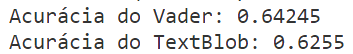 Acurácia do Vader: 0.64245
Acurácia do TextBlob: 0.6255